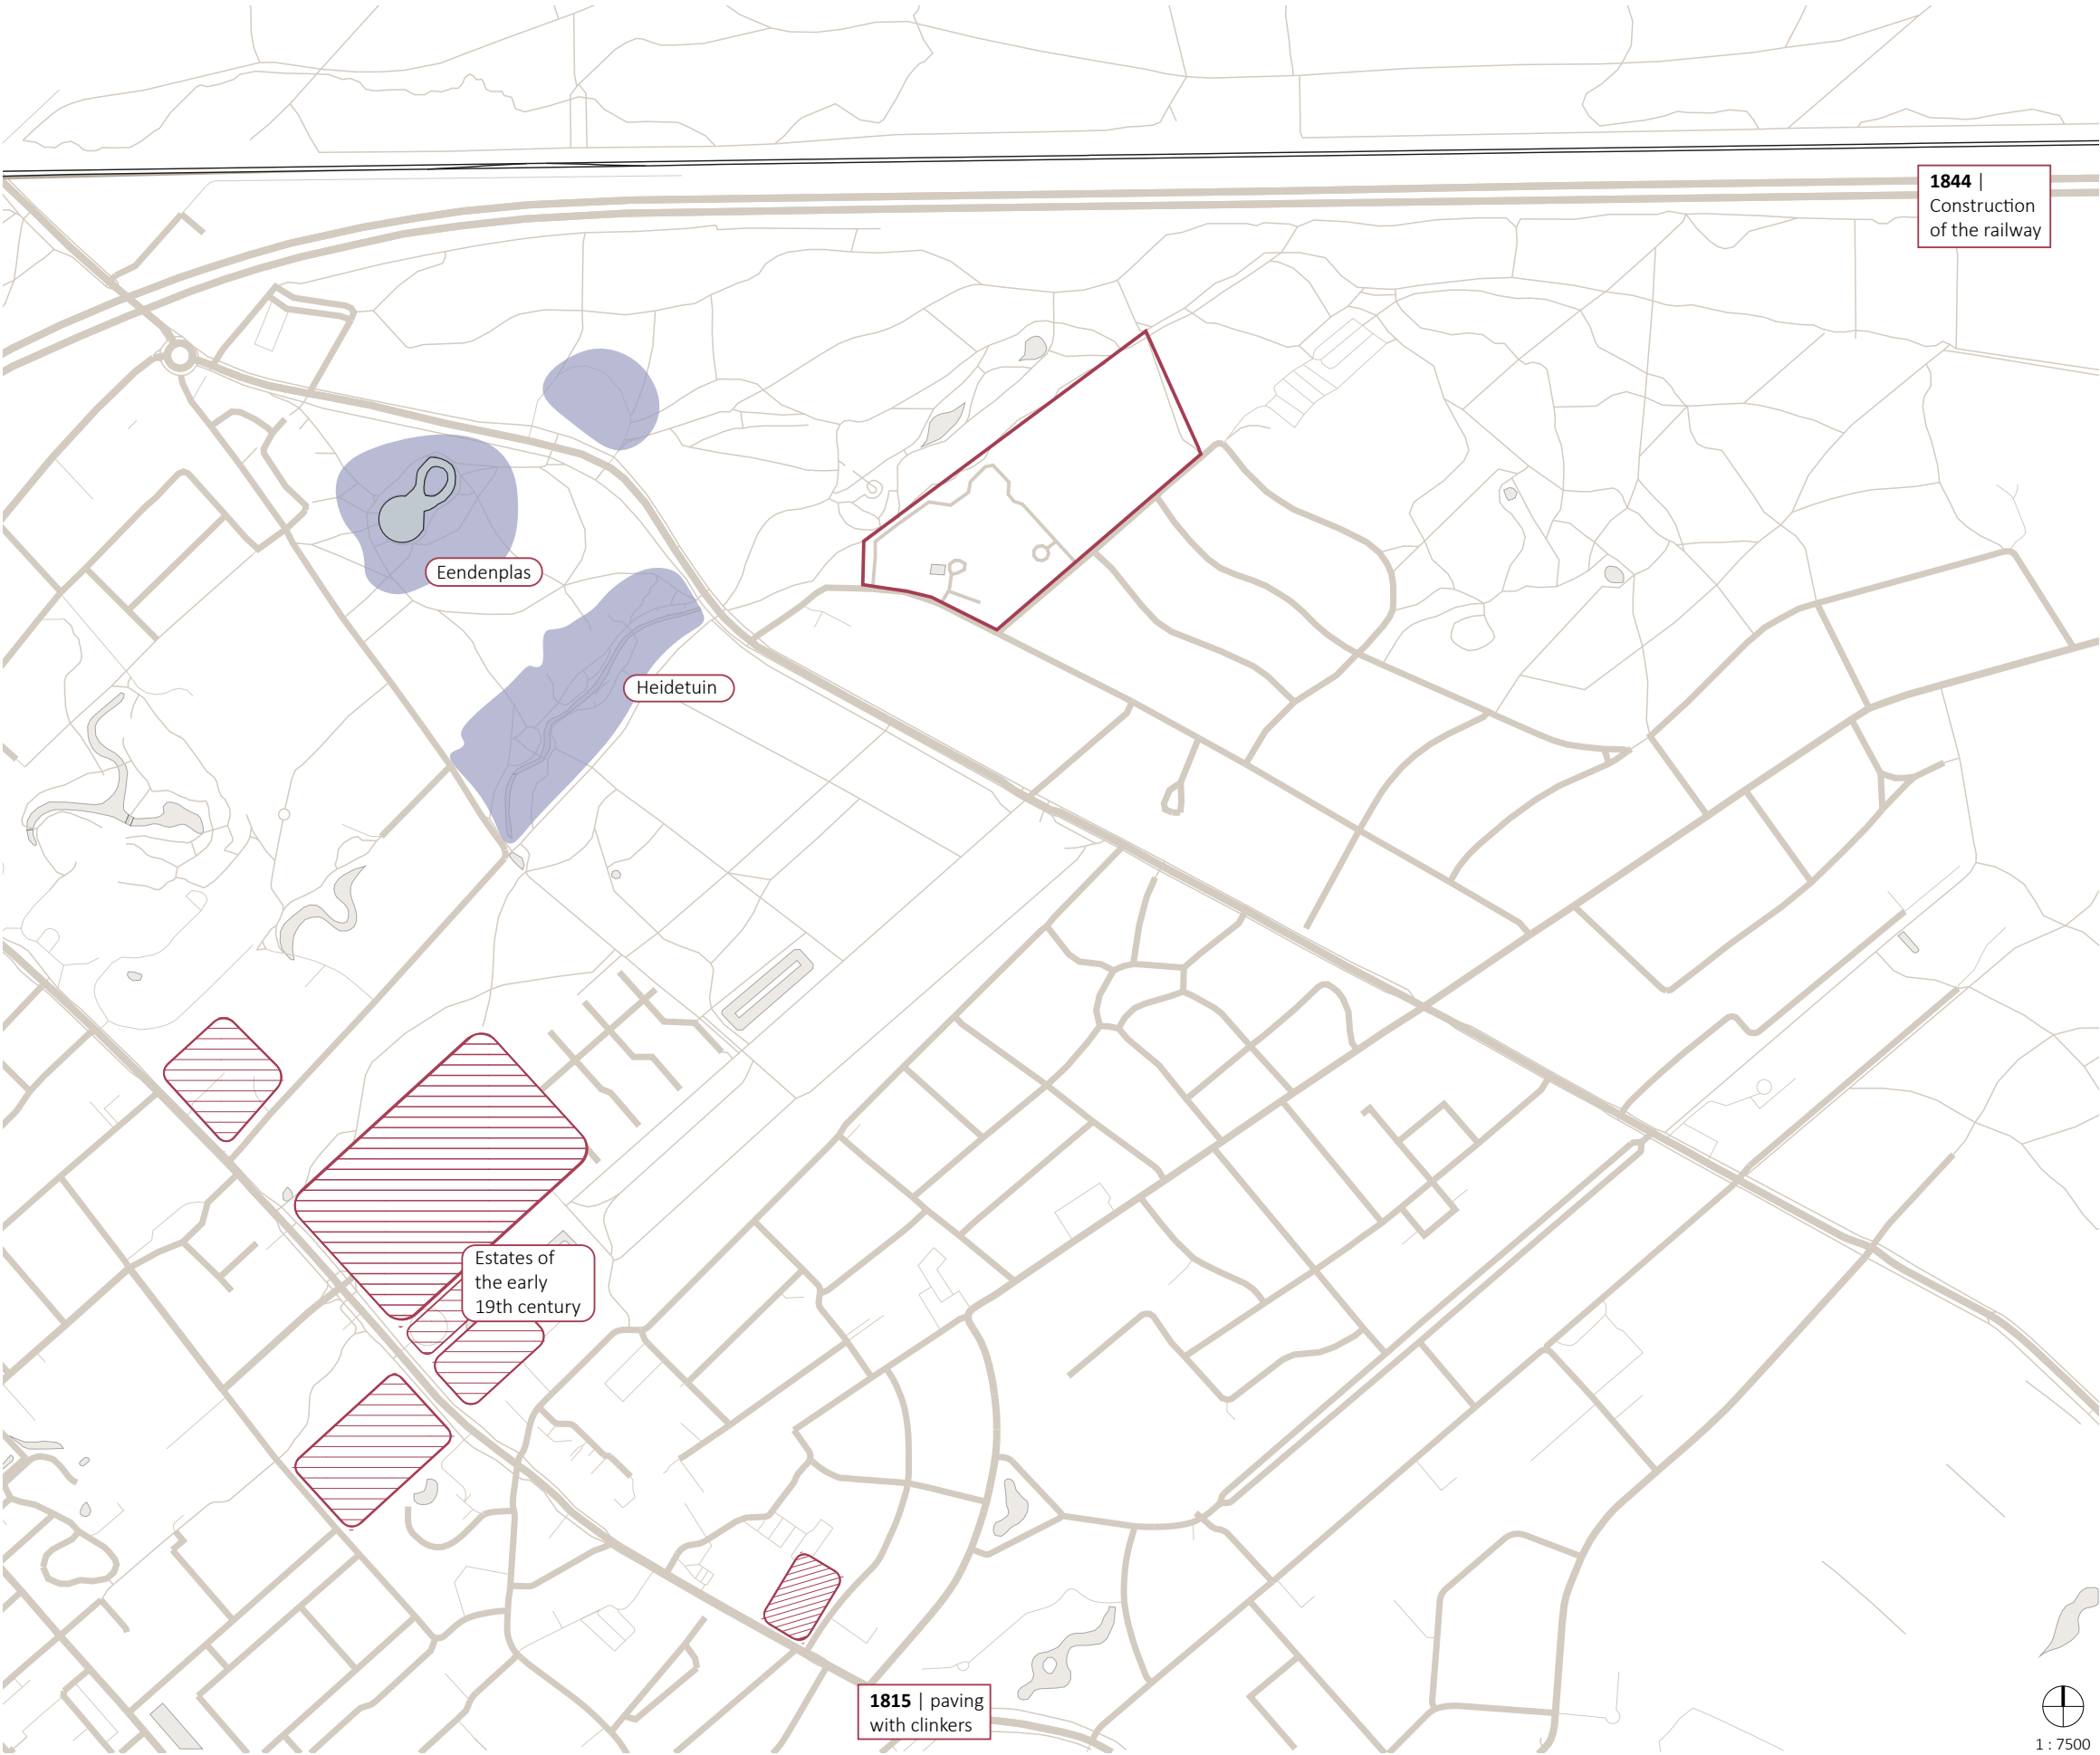 1844 |
Construction
of the railway
Eendenplas
Heidetuin
Estates of
the early
19th century
1815 | paving
with clinkers
1 : 7500